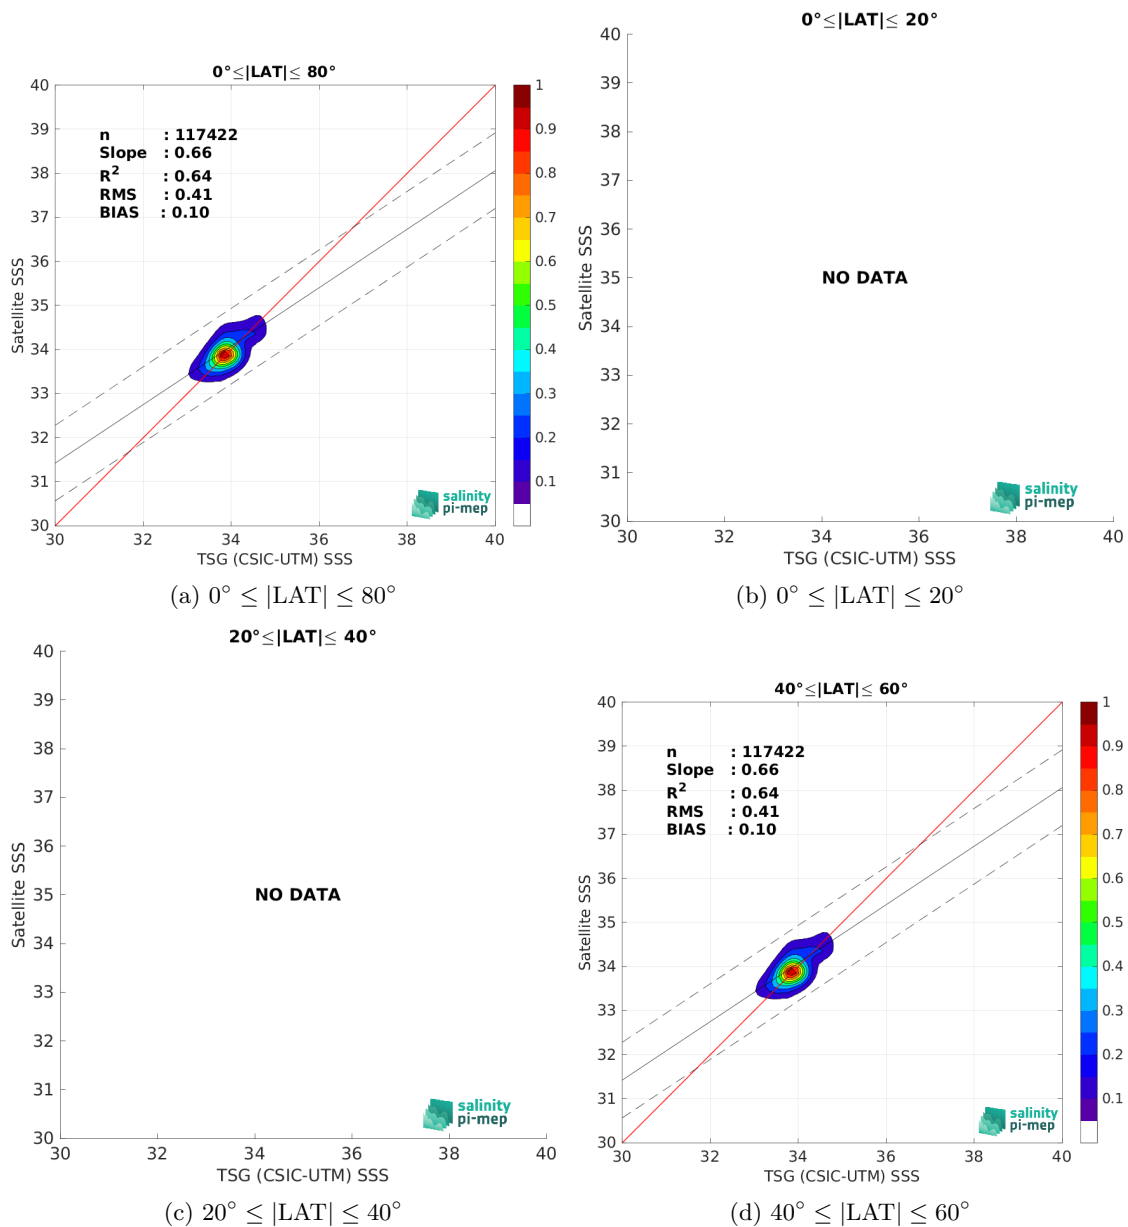 0°≤|LAT|≤ 80°
40
39
38
37
36
35
34
33
32
31
30
Satellite SSS
n : 117422
Slope : 0.66
R² : 0.64
RMS : 0.41
BIAS : 0.10
1
0.9
0.8
0.7
0.6
0.5
0.4
0.3
0.2
0.1
salinity
pi-mep
30 32 34 36 38 40
TSG (CSIC-UTM) SSS
(a) 0° ≤ |LAT| ≤ 80°
0°≤|LAT|≤ 20°
40
39
38
37
36
35
34
33
32
31
30
Satellite SSS
NO DATA
salinity
pi-mep
30 32 34 36 38 40
TSG (CSIC-UTM) SSS
(b) 0° ≤ |LAT| ≤ 20°
20°≤|LAT|≤ 40°
40
39
38
37
36
35
34
33
32
31
30
Satellite SSS
NO DATA
salinity
pi-mep
30 32 34 36 38 40
TSG (CSIC-UTM) SSS
(c) 20° ≤ |LAT| ≤ 40°
40°≤|LAT|≤ 60°
40
39
38
37
36
35
34
33
32
31
30
Satellite SSS
n : 117422
Slope : 0.66
R² : 0.64
RMS : 0.41
BIAS : 0.10
1
0.9
0.8
0.7
0.6
0.5
0.4
0.3
0.2
0.1
salinity
pi-mep
30 32 34 36 38 40
TSG (CSIC-UTM) SSS
(d) 40° ≤ |LAT| ≤ 60°